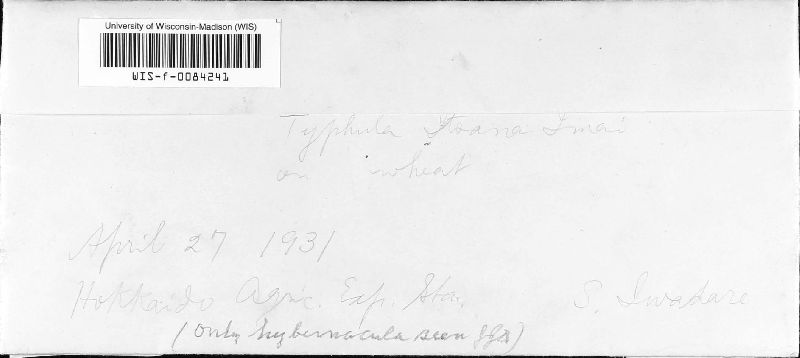 University of Wisconsin-Madison (WIS)
WIS-f-0084241
Typhula Itoana Imai
on wheat
April 27 1931
Hokkaido Agric. Exp. Sta. S. Iwadare
(Only hybernacula seen